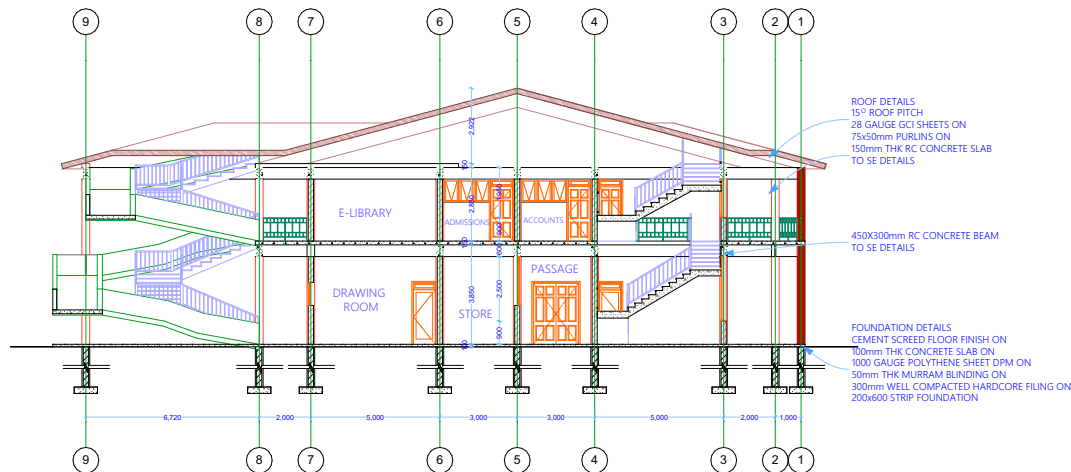 9
8
7
6
5
4
3
2
1
ROOF DETAILS
15° ROOF PITCH
28 GAUGE GCI SHEETS ON
75x50mm PURLINS ON
150mm THK RC CONCRETE SLAB
TO SE DETAILS
2,922
150
2,850
900
E-LIBRARY
ADMISSIONS
ACCOUNTS
450X300mm RC CONCRETE BEAM
TO SE DETAILS
150
600
PASSAGE
DRAWING
ROOM
STORE
3,850
2,500
900
FOUNDATION DETAILS
CEMENT SCREED FLOOR FINISH ON
100mm THK CONCRETE SLAB ON
1000 GAUGE POLYTHENE SHEET DPM ON
50mm THK MURRAM BLINDING ON
300mm WELL COMPACTED HARDCORE FILING ON
200x600 STRIP FOUNDATION
6,720
2,000
5,000
3,000
3,000
5,000
2,000
1,000
9
8
7
6
5
4
3
2
1